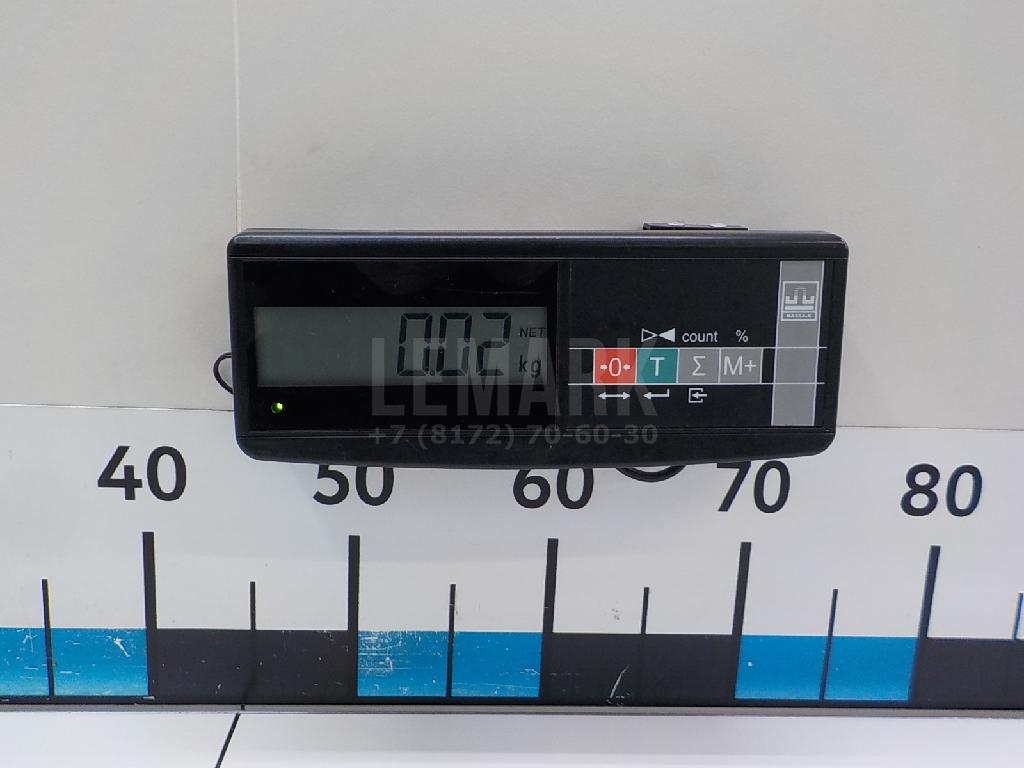 0.02 NET
kg
count %
→0← T Σ M+
LEMARK
+7 (8172) 70-60-30
40 50 60 70 80